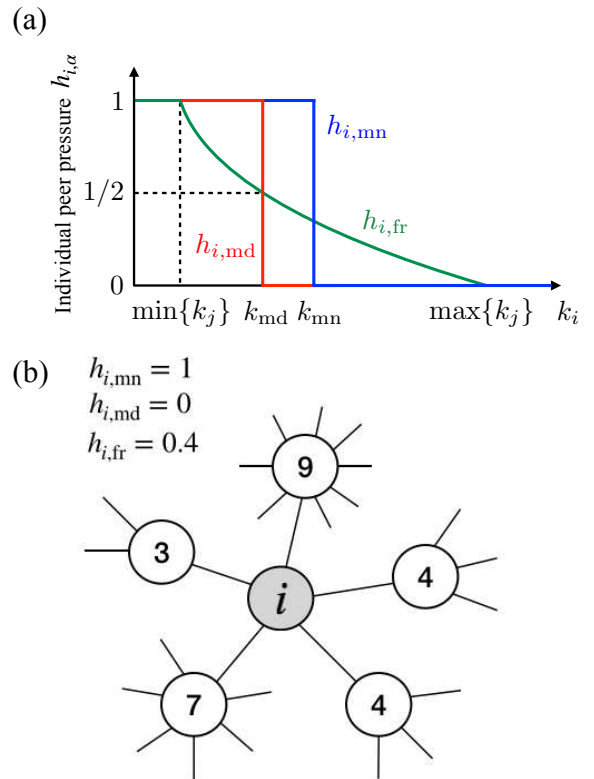 (a)
Individual peer pressure h_{i,α}
1
h_{i,mn}
1/2
h_{i,fr}
h_{i,md}
0
min{k_j} k_md k_mn max{k_j} k_i
(b)
h_{i,mn} = 1
h_{i,md} = 0
h_{i,fr} = 0.4
9
3
4
i
7
4